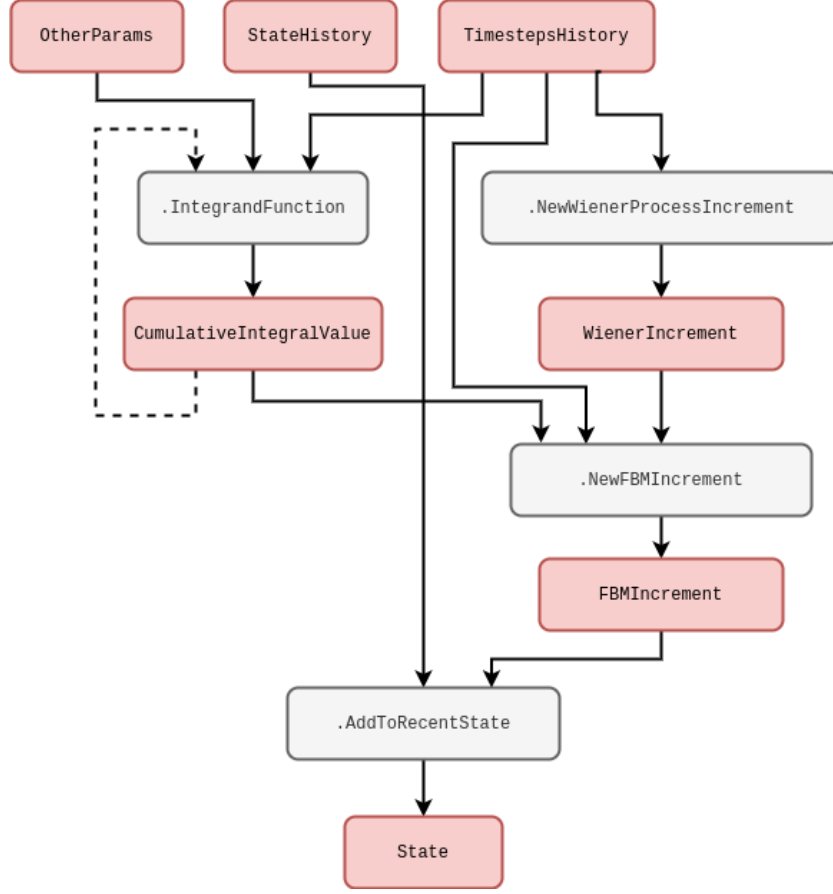 OtherParams
StateHistory
TimestepsHistory
.IntegrandFunction
.NewWienerProcessIncrement
CumulativeIntegralValue
WienerIncrement
.NewFBMIncrement
FBMIncrement
.AddToRecentState
State